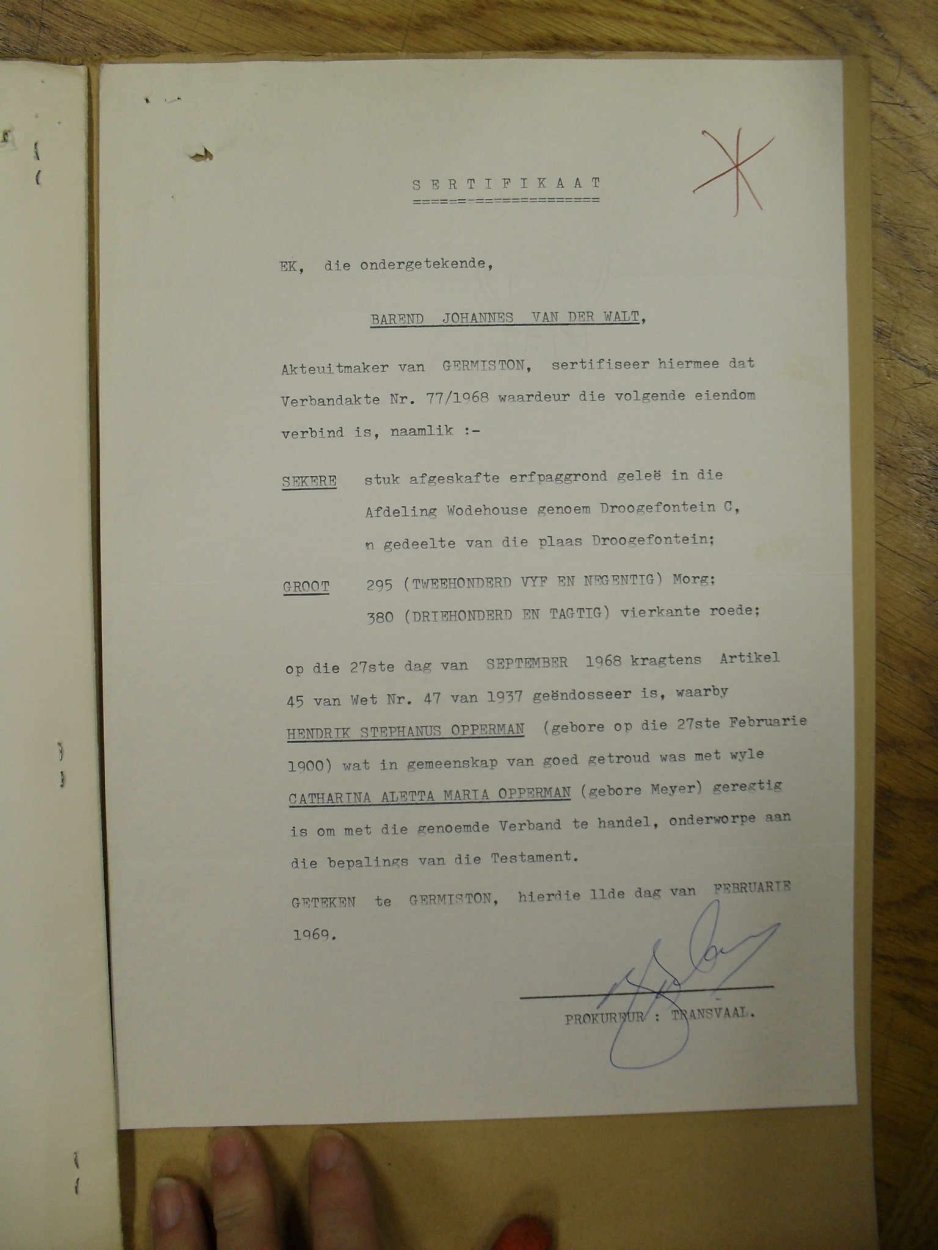 S E R T I F I K A A T
EK, die ondergetekende,
BAREND JOHANNES VAN DER WALT,
Akteuitmaker van GERMISTON, sertifiseer hiermee dat
Verbandakte Nr. 77/1968 waardeur die volgende eiendom
verbind is, naamlik :-
SEKERE stuk afgeskafte erfpaggrond geleë in die
Afdeling Wodehouse genoem Droogefontein C,
'n gedeelte van die plaas Droogefontein;
GROOT 295 (TWEEHONDERD VYF EN NEGENTIG) Morg;
380 (DRIEHONDERD EN TAGTIG) vierkante roede;
op die 27ste dag van SEPTEMBER 1968 kragtens Artikel
45 van Wet Nr. 47 van 1937 geëndosseer is, waarby
HENDRIK STEPHANUS OPPERMAN (gebore op die 27ste Februarie
1900) wat in gemeenskap van goed getroud was met wyle
CATHARINA ALETTA MARIA OPPERMAN (gebore Meyer) geregtig
is om met die genoemde Verband te handel, onderworpe aan
die bepalings van die Testament.
GETEKEN te GERMISTON, hierdie llde dag van FEBRUARIE
1969.
PROKUREUR : TRANSVAAL.